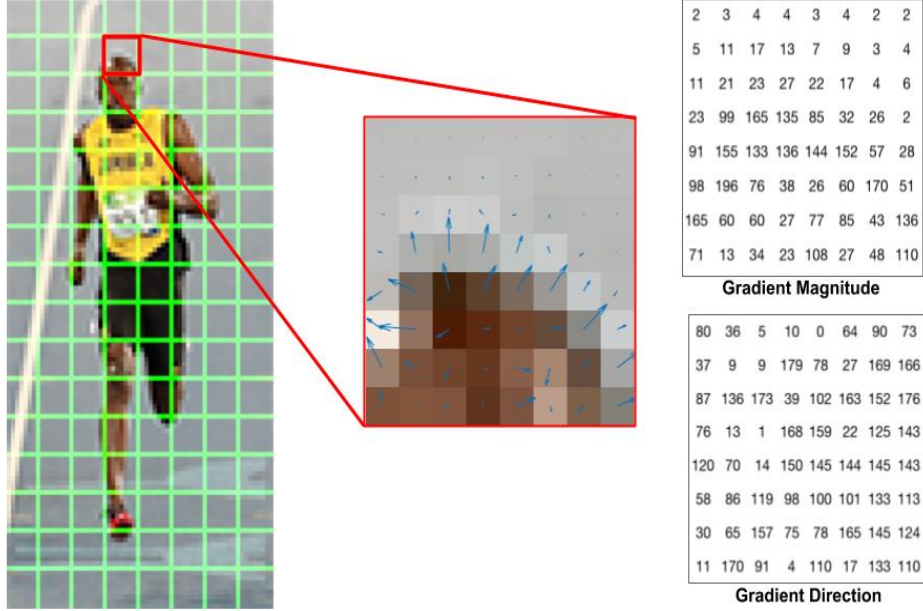 2 3 4 4 3 4 2 2
5 11 17 13 7 9 3 4
11 21 23 27 22 17 4 6
23 99 165 135 85 32 26 2
91 155 133 136 144 152 57 28
98 196 76 38 26 60 170 51
165 60 60 27 77 85 43 136
71 13 34 23 108 27 48 110
Gradient Magnitude
80 36 5 10 0 64 90 73
37 9 9 179 78 27 169 166
87 136 173 39 102 163 152 176
76 13 1 168 159 22 125 143
120 70 14 150 145 144 145 143
58 86 119 98 100 101 133 113
30 65 157 75 78 165 145 124
11 170 91 4 110 17 133 110
Gradient Direction